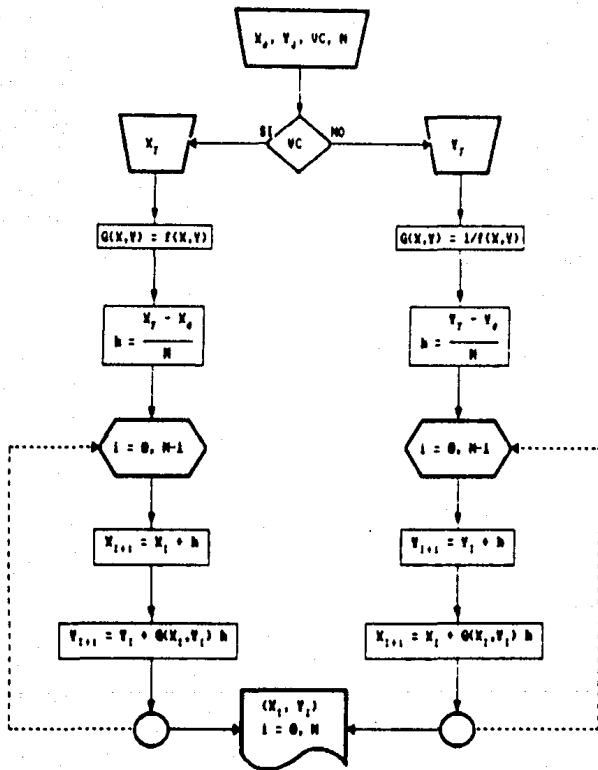 X₀, Y₀, VC, N
SI
VC
NO
X_f
Y_f
G(X,Y) = f(X,Y)
G(X,Y) = 1/f(X,Y)
h = (X_f - X₀)/N
h = (Y_f - Y₀)/N
i = 0, N-1
i = 0, N-1
X_{i+1} = X_i + h
Y_{i+1} = Y_i + h
Y_{i+1} = Y_i + G(X_i,Y_i) h
X_{i+1} = X_i + G(X_i,Y_i) h
(X_i, Y_i)
i = 0, N